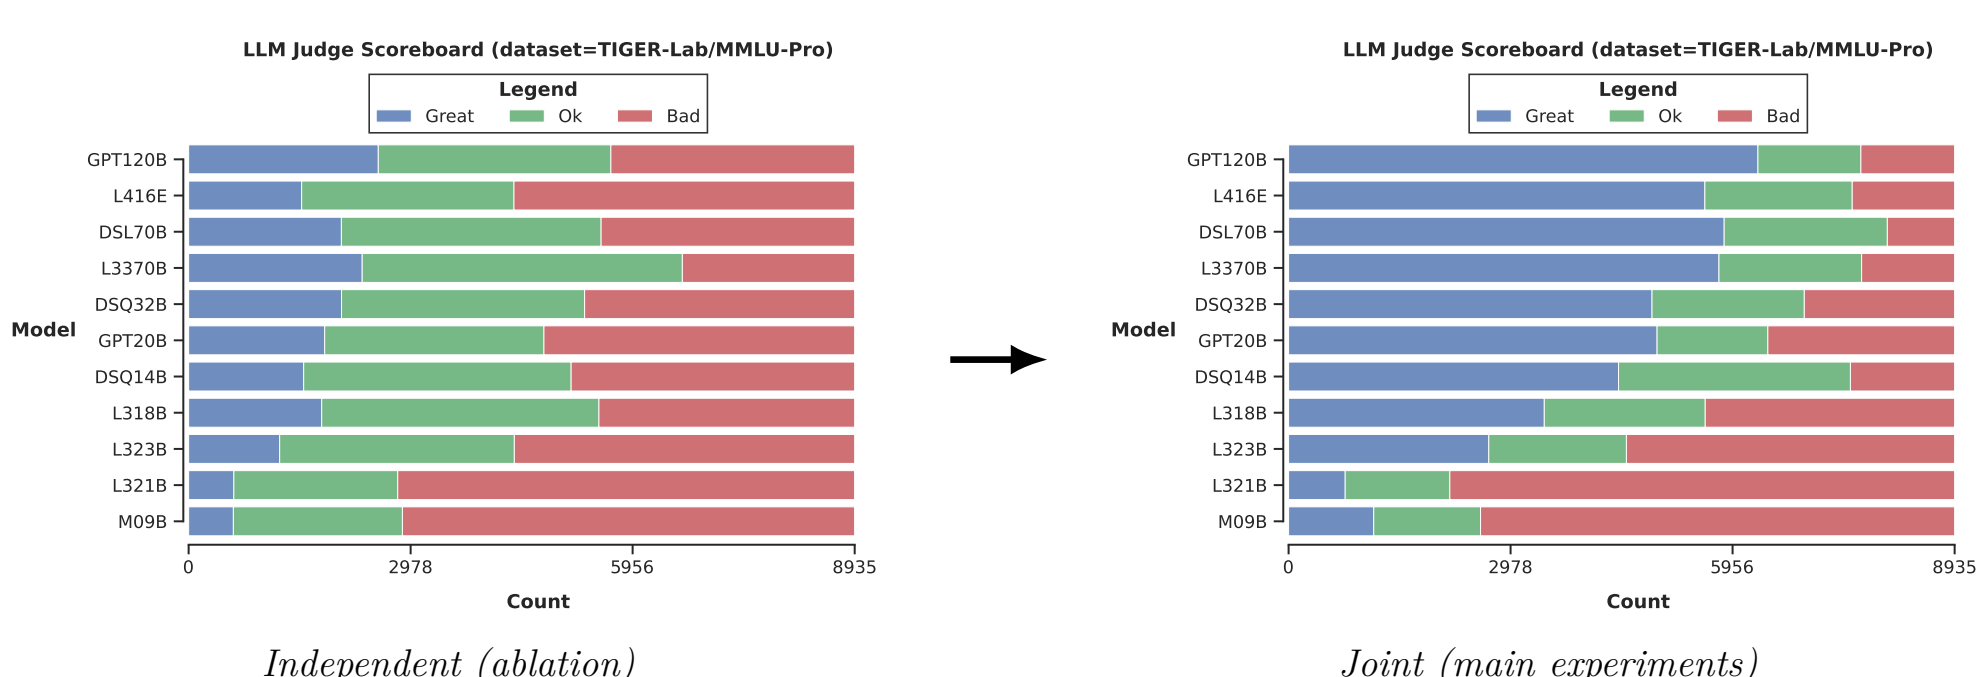 LLM Judge Scoreboard (dataset=TIGER-Lab/MMLU-Pro)
Legend
Great Ok Bad
Model
GPT120B
L416E
DSL70B
L3370B
DSQ32B
GPT20B
DSQ14B
L318B
L323B
L321B
M09B
0 2978 5956 8935
Count
Independent (ablation)
LLM Judge Scoreboard (dataset=TIGER-Lab/MMLU-Pro)
Legend
Great Ok Bad
Model
GPT120B
L416E
DSL70B
L3370B
DSQ32B
GPT20B
DSQ14B
L318B
L323B
L321B
M09B
0 2978 5956 8935
Count
Joint (main experiments)